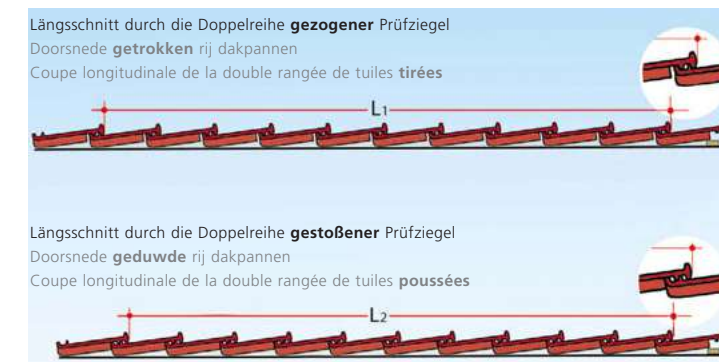 Längsschnitt durch die Doppelreihe gezogener Prüfziegel
Doorsnede getrokken rij dakpannen
Coupe longitudinale de la double rangée de tuiles tirées
L1
Längsschnitt durch die Doppelreihe gestoßener Prüfziegel
Doorsnede geduwde rij dakpannen
Coupe longitudinale de la double rangée de tuiles poussées
L2